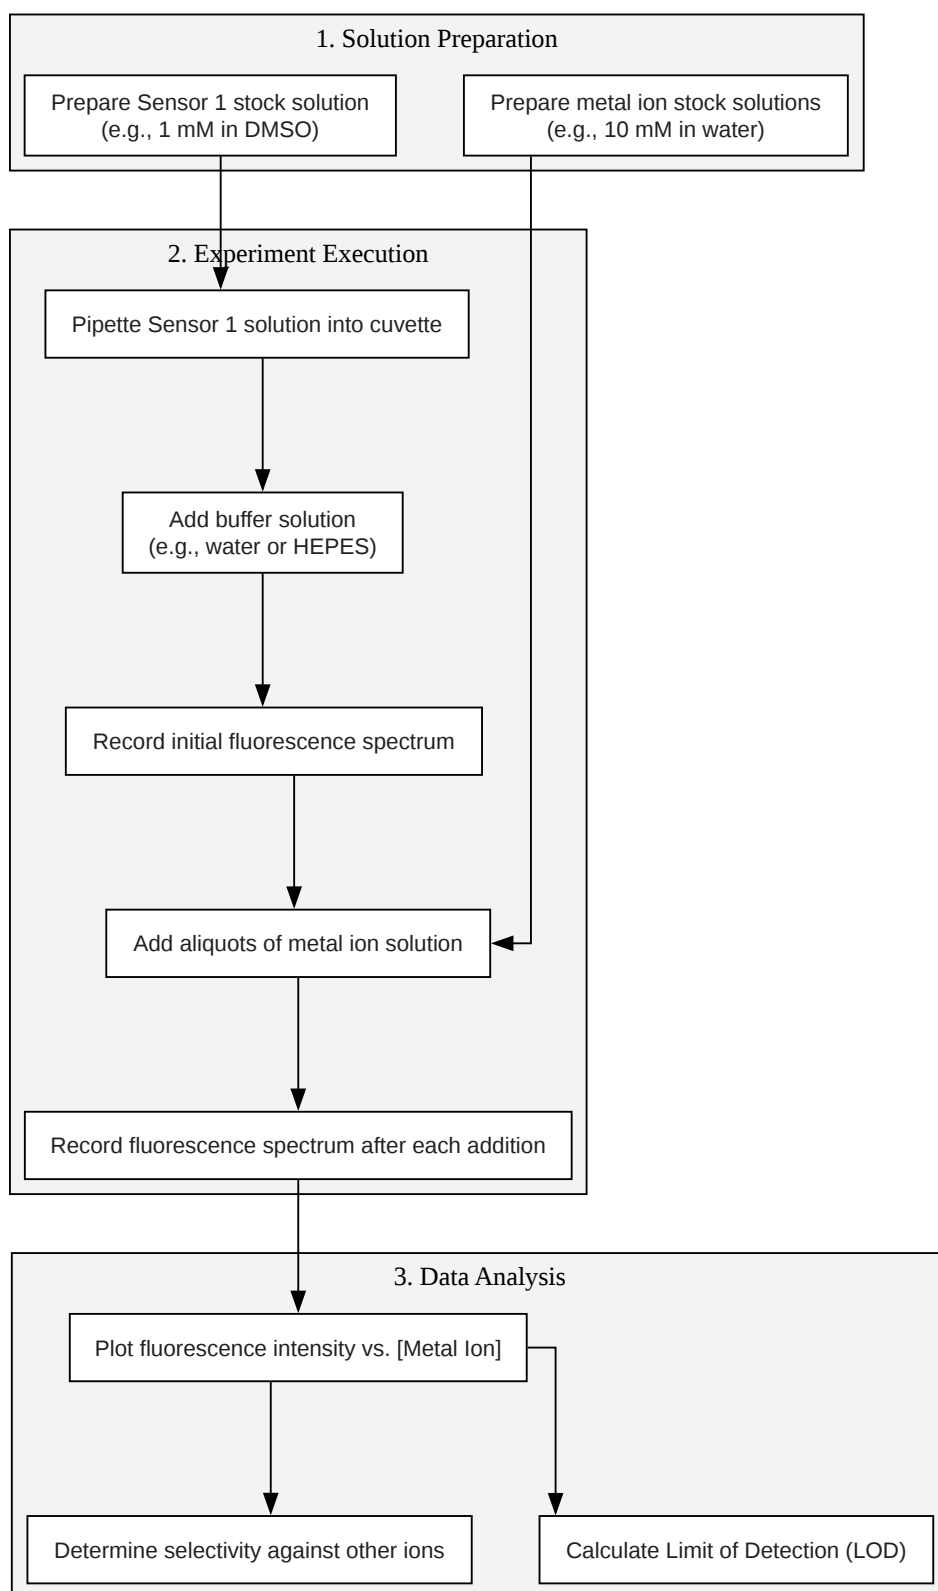 1. Solution Preparation
Prepare Sensor 1 stock solution
(e.g., 1 mM in DMSO)
Prepare metal ion stock solutions
(e.g., 10 mM in water)
2. Experiment Execution
Pipette Sensor 1 solution into cuvette
Add buffer solution
(e.g., water or HEPES)
Record initial fluorescence spectrum
Add aliquots of metal ion solution
Record fluorescence spectrum after each addition
3. Data Analysis
Plot fluorescence intensity vs. [Metal Ion]
Determine selectivity against other ions
Calculate Limit of Detection (LOD)